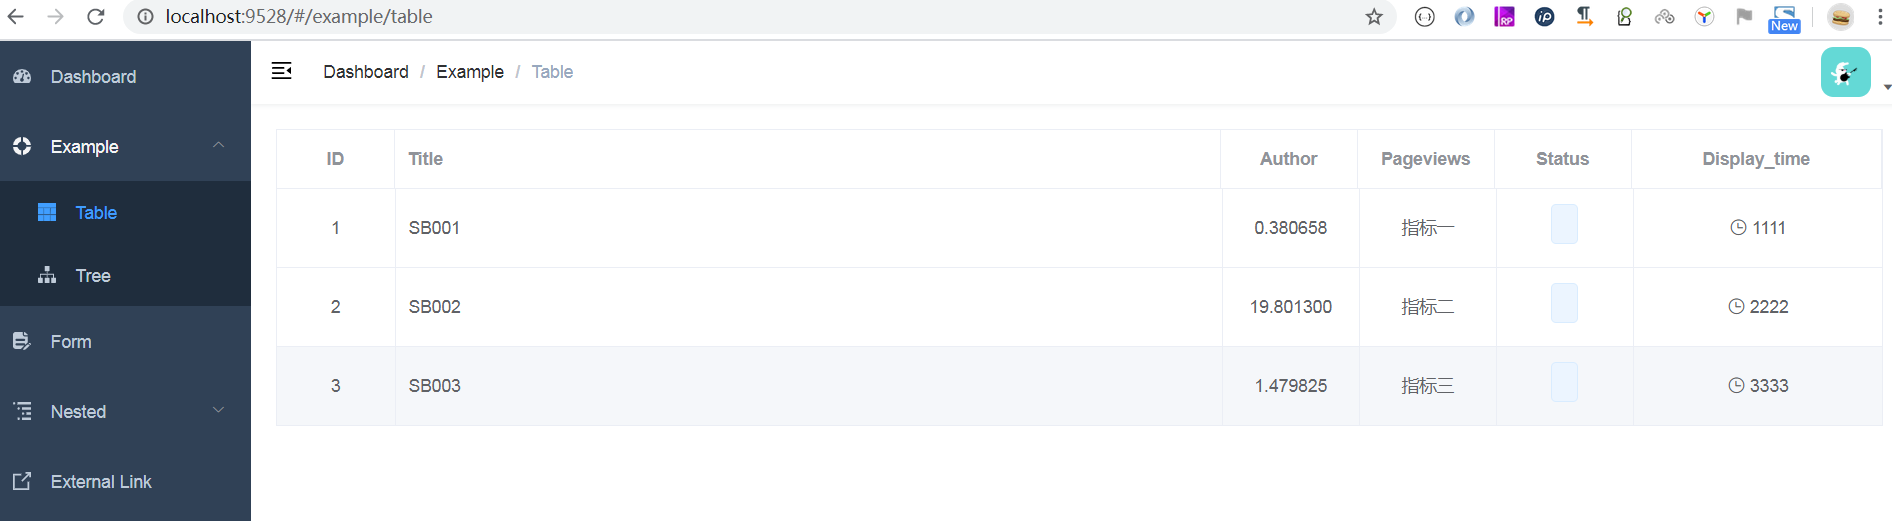 localhost:9528/#/example/table
New
Dashboard
Dashboard / Example / Table
Example
Table
Tree
Form
Nested
External Link
ID Title Author Pageviews Status Display_time
1 SB001 0.380658 指标一 1111
2 SB002 19.801300 指标二 2222
3 SB003 1.479825 指标三 3333
RP
iP